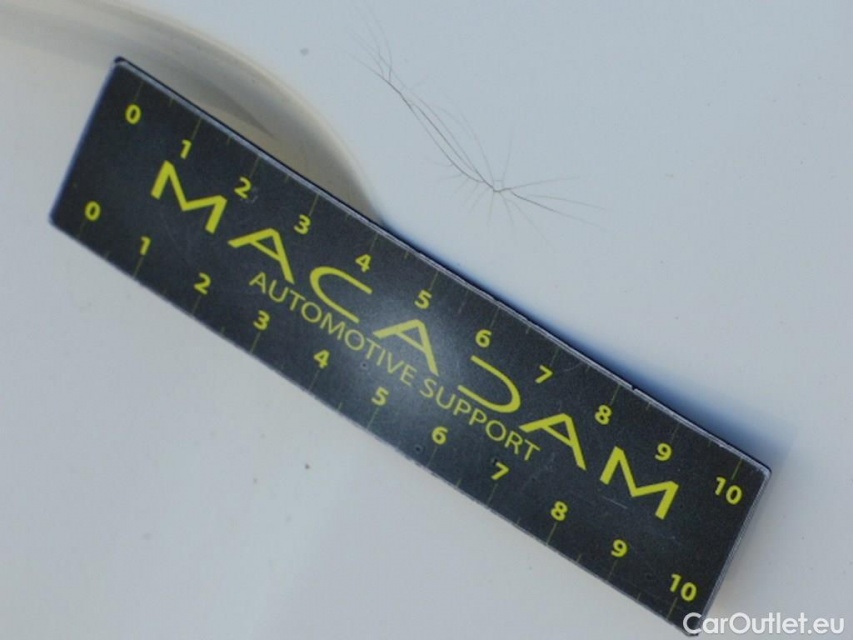 0 1 2 3 4 5 6 7 8 9 10
MACADAM
AUTOMOTIVE SUPPORT
0 1 2 3 4 5 6 7 8 9 10
CarOutlet.eu